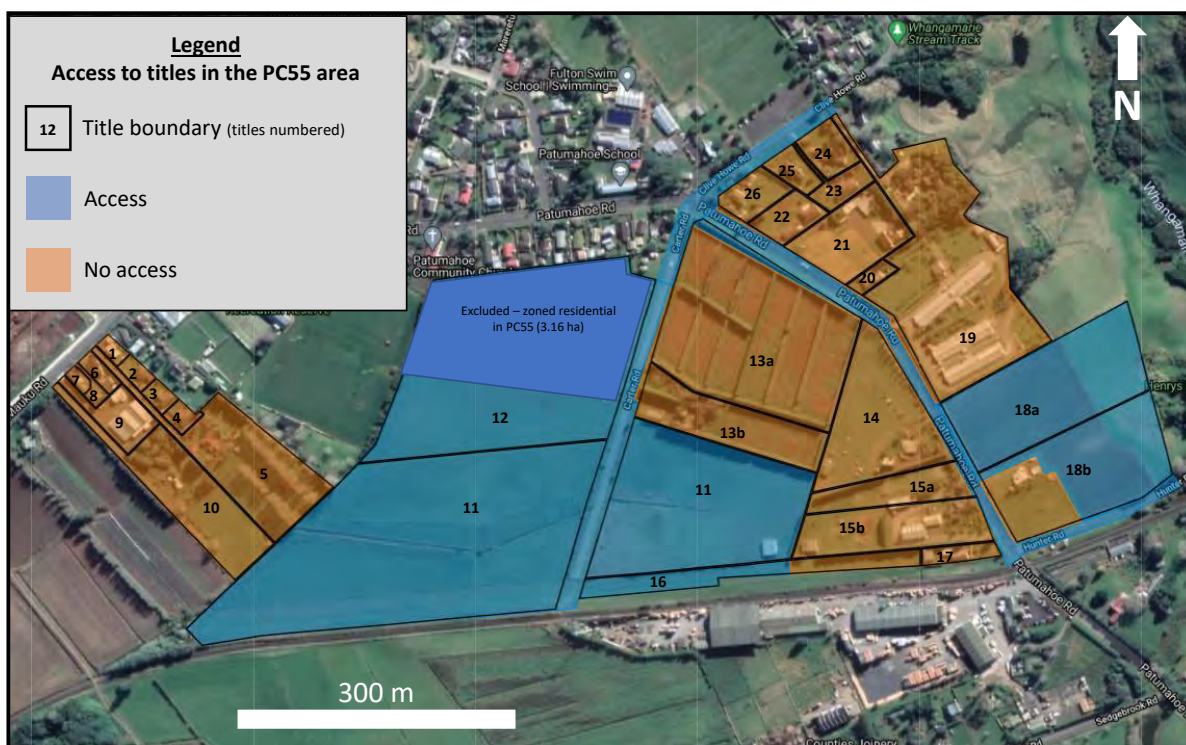 Legend
Access to titles in the PC55 area
12 Title boundary (titles numbered)
Access
No access
Whangamarie
Stream Track
N
Fulton Swim
School | Swimming...
Clive Howe Rd
Patumahoe School
Clive Howe Rd
Patumahoe Rd
Rd
Patumahoe
Community Church
Carter Rd
Patumahoe Rd
24
25
23
26
22
21
20
19
Excluded – zoned residential
in PC55 (3.16 ha)
Patumahoe Rd
Mauku Rd
1
2
3
4
5
6
7
8
9
10
Carter Rd
13a
13b
14
12
11
11
Patumahoe Rd
18a
18b
Henrys
15a
15b
16
17
Hunter Rd
Hunter
Patumahoe Rd
300 m
Patumahoe
Sedgebrook Rd
Counties Joinery
Rd